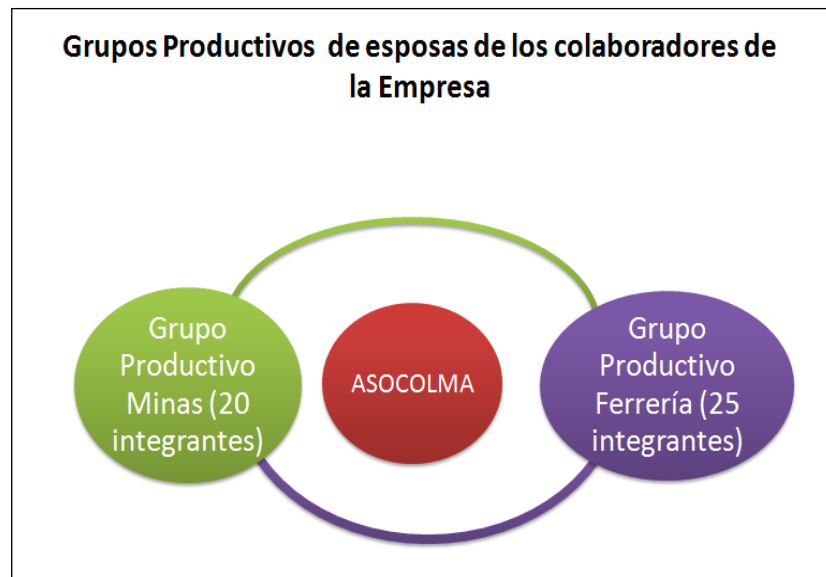 Grupos Productivos de esposas de los colaboradores de
la Empresa
Grupo
Productivo
Minas (20
integrantes)
ASOCOLMA
Grupo
Productivo
Ferrería (25
integrantes)